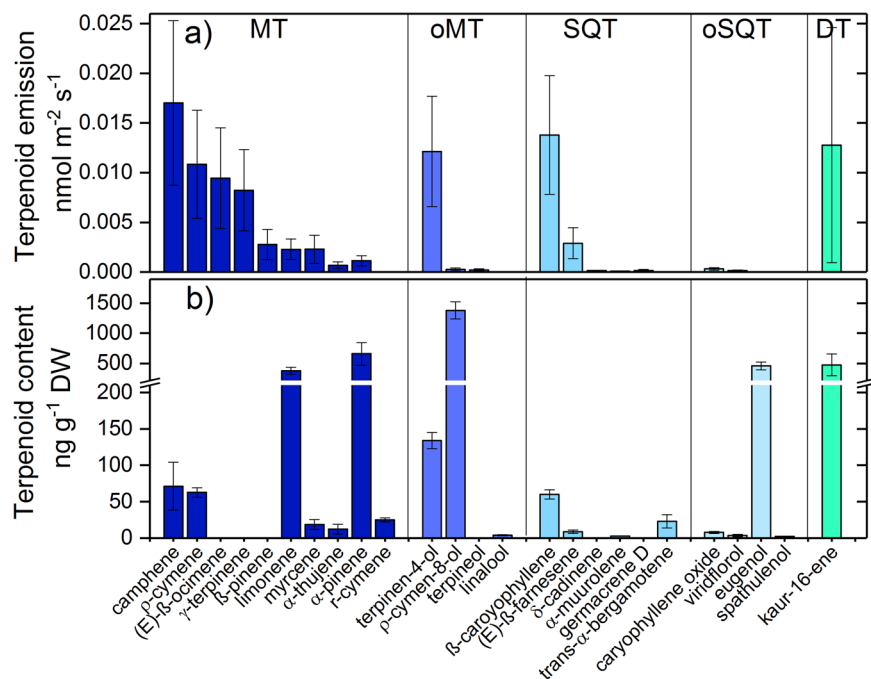 MT oMT SQT oSQT DT
a)
Terpenoid emission
nmol m⁻² s⁻¹
0.025
0.020
0.015
0.010
0.005
0.000
b)
Terpenoid content
ng g⁻¹ DW
1500
1000
500
200
150
100
50
0
camphene
ρ-cymene
(E)-ß-ocimene
γ-terpinene
ß-pinene
limonene
myrcene
α-thujene
α-pinene
r-cymene
terpinen-4-ol
ρ-cymen-8-ol
terpineol
linalool
ß-caroyophyllene
(E)-ß-farnesene
δ-cadinene
α-muurolene
germacrene D
trans-α-bergamotene
caryophyllene oxide
viridflorol
eugenol
spathulenol
kaur-16-ene